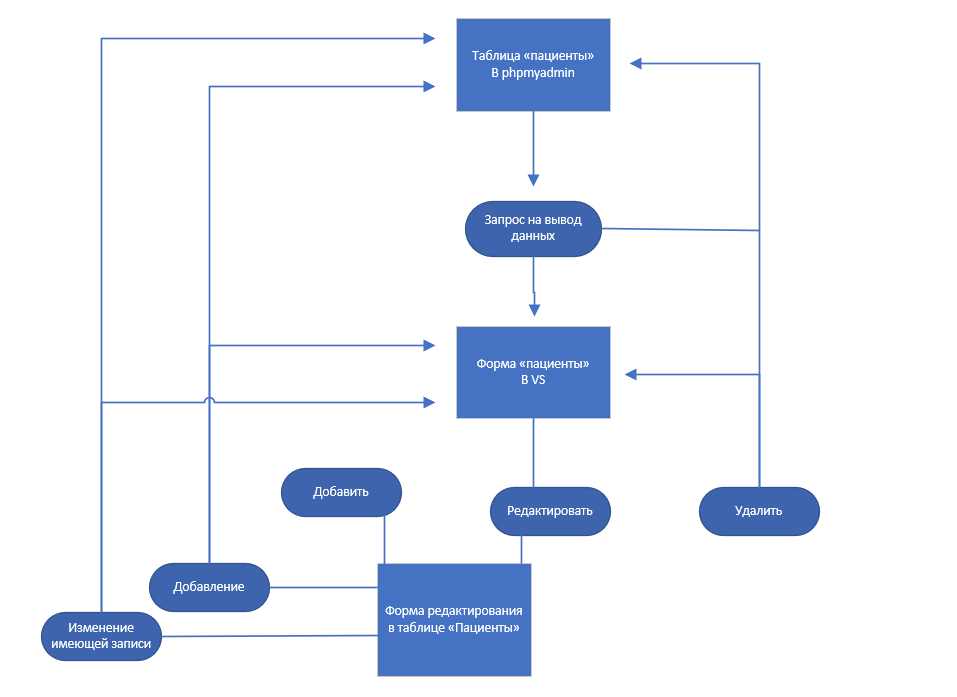 Таблица «пациенты»
В phpmyadmin
Запрос на вывод
данных
Форма «пациенты»
В VS
Добавить
Редактировать
Удалить
Добавление
Форма редактирования
в таблице «Пациенты»
Изменение
имеющей записи